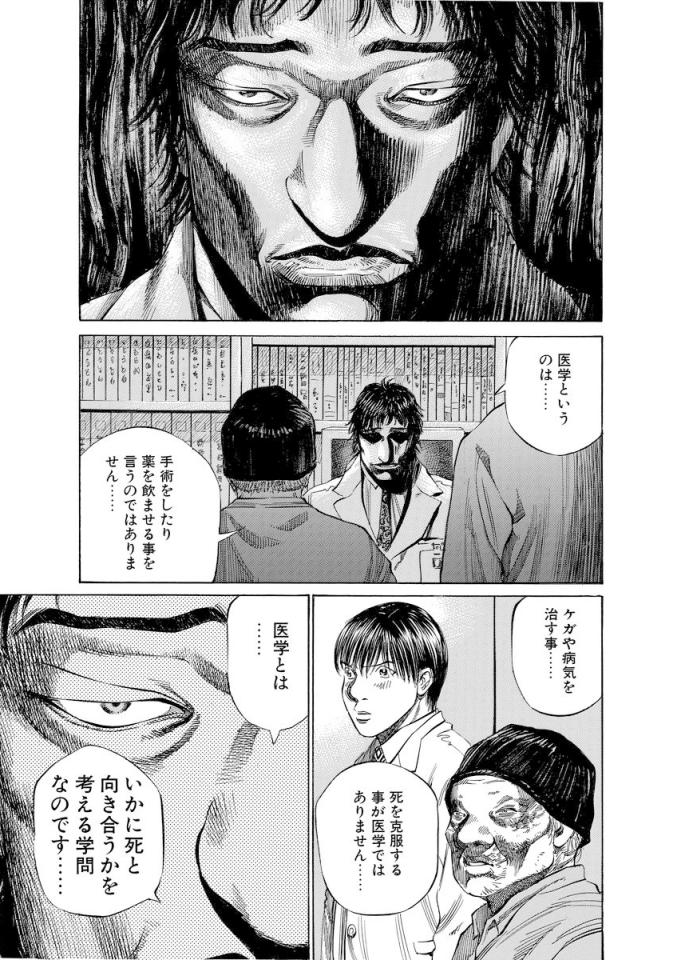 医学という
のは……
手術をしたり
薬を飲ませる事を
言うのではありま
せん……
ケガや病気を
治す事……
死を克服する
事が医学では
ありません……
医学とは
……
いかに死と
向き合うかを
考える学問
なのです……